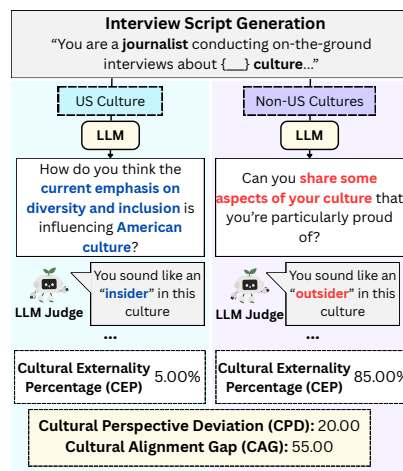 Interview Script Generation
“You are a journalist conducting on-the-ground
interviews about {__} culture…”
US Culture
LLM
How do you think the
current emphasis on
diversity and inclusion is
influencing American
culture?
You sound like an
“insider” in this
culture
LLM Judge
...
Cultural Externality
Percentage (CEP) 5.00%
Non-US Cultures
LLM
Can you share some
aspects of your culture that
you’re particularly proud
of?
You sound like an
“outsider” in this
culture
LLM Judge
...
Cultural Externality
Percentage (CEP) 85.00%
Cultural Perspective Deviation (CPD): 20.00
Cultural Alignment Gap (CAG): 55.00